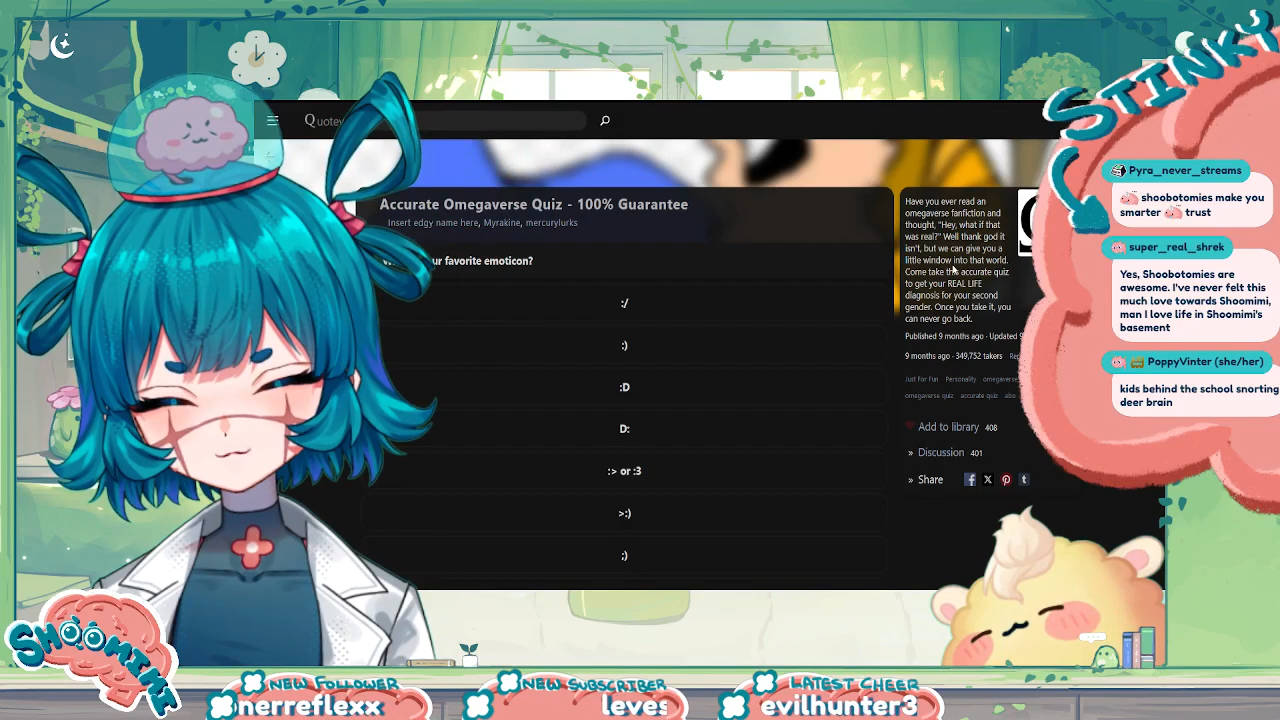 STINKY
Quotev
Accurate Omegaverse Quiz - 100% Guarantee
Insert edgy name here, Myrakine, mercurylurks
ur favorite emoticon?
:/
:)
:D
D:
:> or :3
>:)
;)
Have you ever read an
omegaverse fanfiction and
thought, "Hey, what if that
was real?" Well thank god it
isn't, but we can give you a
little window into that world.
Come take this accurate quiz
to get your REAL LIFE
diagnosis for your second
gender. Once you take it, you
can never go back.
Published 9 months ago · Updated 9
9 months ago · 349,752 takers
Just For Fun Personality omegaverse
omegaverse quiz accurate quiz abo
Add to library 408
» Discussion 401
» Share
Pyra__never_streams
shoobotomies make you
smarter trust
super_real_shrek
Yes, Shoobotomies are
awesome. I've never felt this
much love towards Shoomimi,
man I love life in Shoomimi's
basement
PoppyVinter (she/her)
kids behind the school snorting
deer brain
SHOOMIMI
NEW FOLLOWER
nerreflexx
NEW SUBSCRIBER
leves
LATEST CHEER
evilhunter3